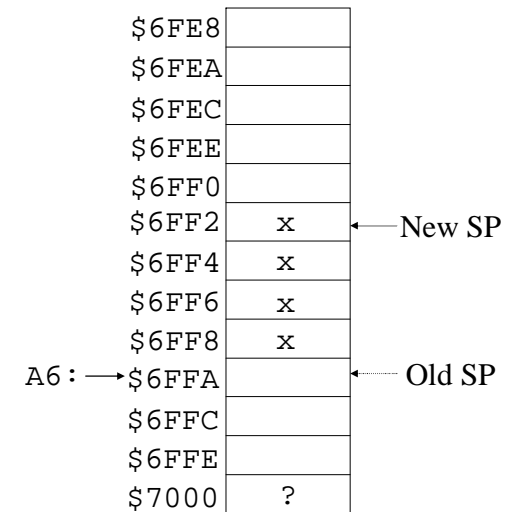 $6FE8
$6FEA
$6FEC
$6FEE
$6FF0
$6FF2 x New SP
$6FF4 x
$6FF6 x
$6FF8 x
A6: $6FFA Old SP
$6FFC
$6FFE
$7000 ?